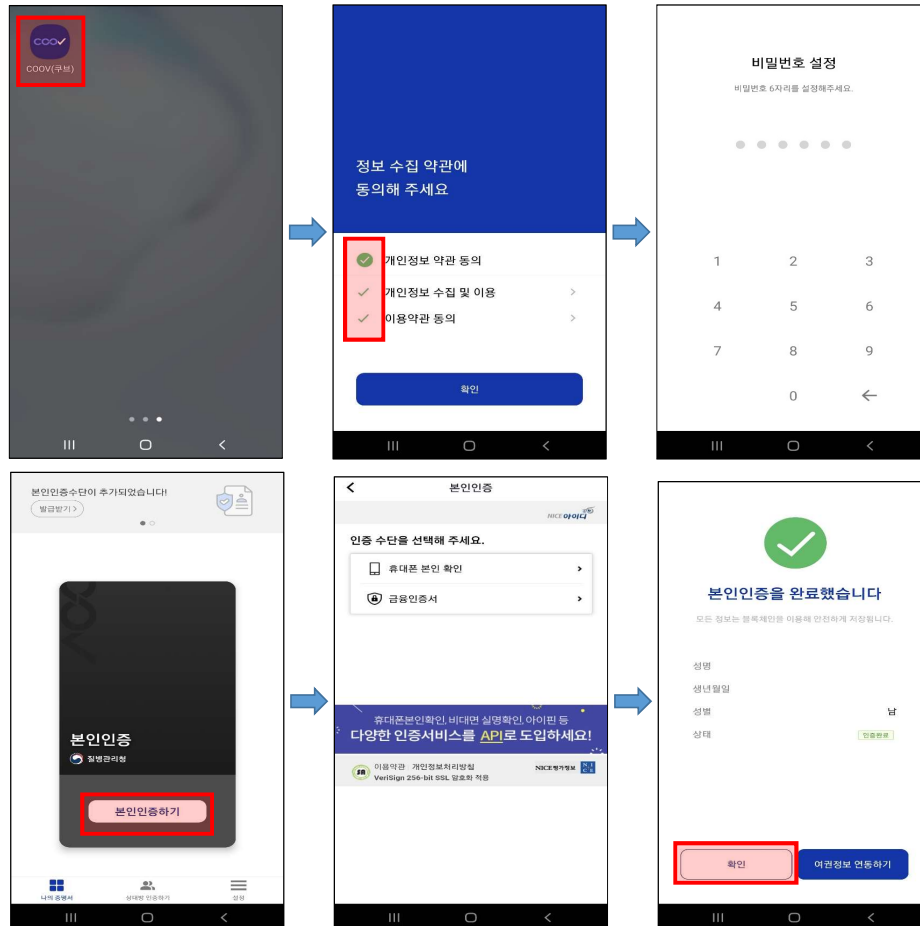 COOV
COOV(쿠브)
정보 수집 약관에
동의해 주세요
개인정보 약관 동의
개인정보 수집 및 이용
이용약관 동의
확인
비밀번호 설정
비밀번호 6자리를 설정해주세요.
1 2 3
4 5 6
7 8 9
0
본인인증수단이 추가되었습니다!
발급받기 >
COOV
본인인증
질병관리청
본인인증하기
나의 증명서
상대방 인증하기
설정
본인인증
NICE 아이디
인증 수단을 선택해 주세요.
휴대폰 본인 확인
금융인증서
휴대폰본인확인, 비대면 실명확인, 아이핀 등
다양한 인증서비스를 API로 도입하세요!
이용약관 개인정보처리방침
VeriSign 256-bit SSL 암호화 적용
NICE평가정보 NICE
본인인증을 완료했습니다
모든 정보는 블록체인을 이용해 안전하게 저장됩니다.
성명
생년월일
성별 남
상태 인증완료
확인
여권정보 연동하기